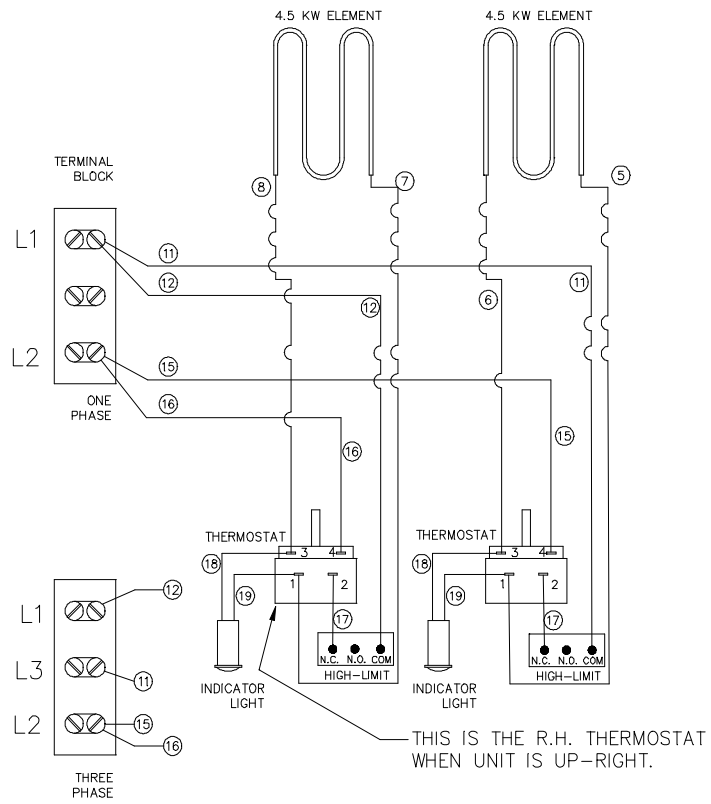 4.5 KW ELEMENT
4.5 KW ELEMENT
8
7
5
TERMINAL
BLOCK
L1
11
12
12
6
11
L2
15
16
ONE
PHASE
16
15
THERMOSTAT
3 4
1 2
18
19
17
N.C. N.O. COM
HIGH-LIMIT
INDICATOR
LIGHT
THERMOSTAT
3 4
1 2
18
19
17
N.C. N.O. COM
HIGH-LIMIT
INDICATOR
LIGHT
L1
12
L3
11
L2
15
16
THREE
PHASE
THIS IS THE R.H. THERMOSTAT
WHEN UNIT IS UP-RIGHT.